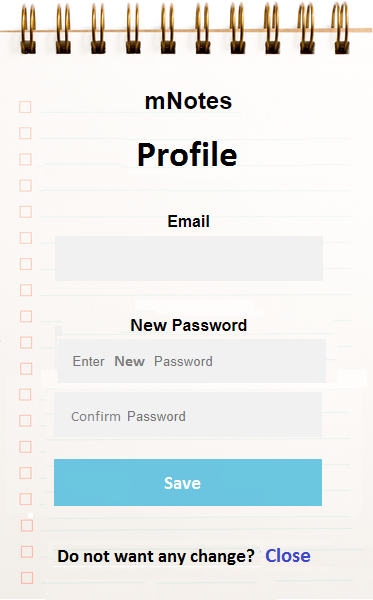 mNotes
Profile
Email
New Password
Enter New Password
Confirm Password
Save
Do not want any change? Close